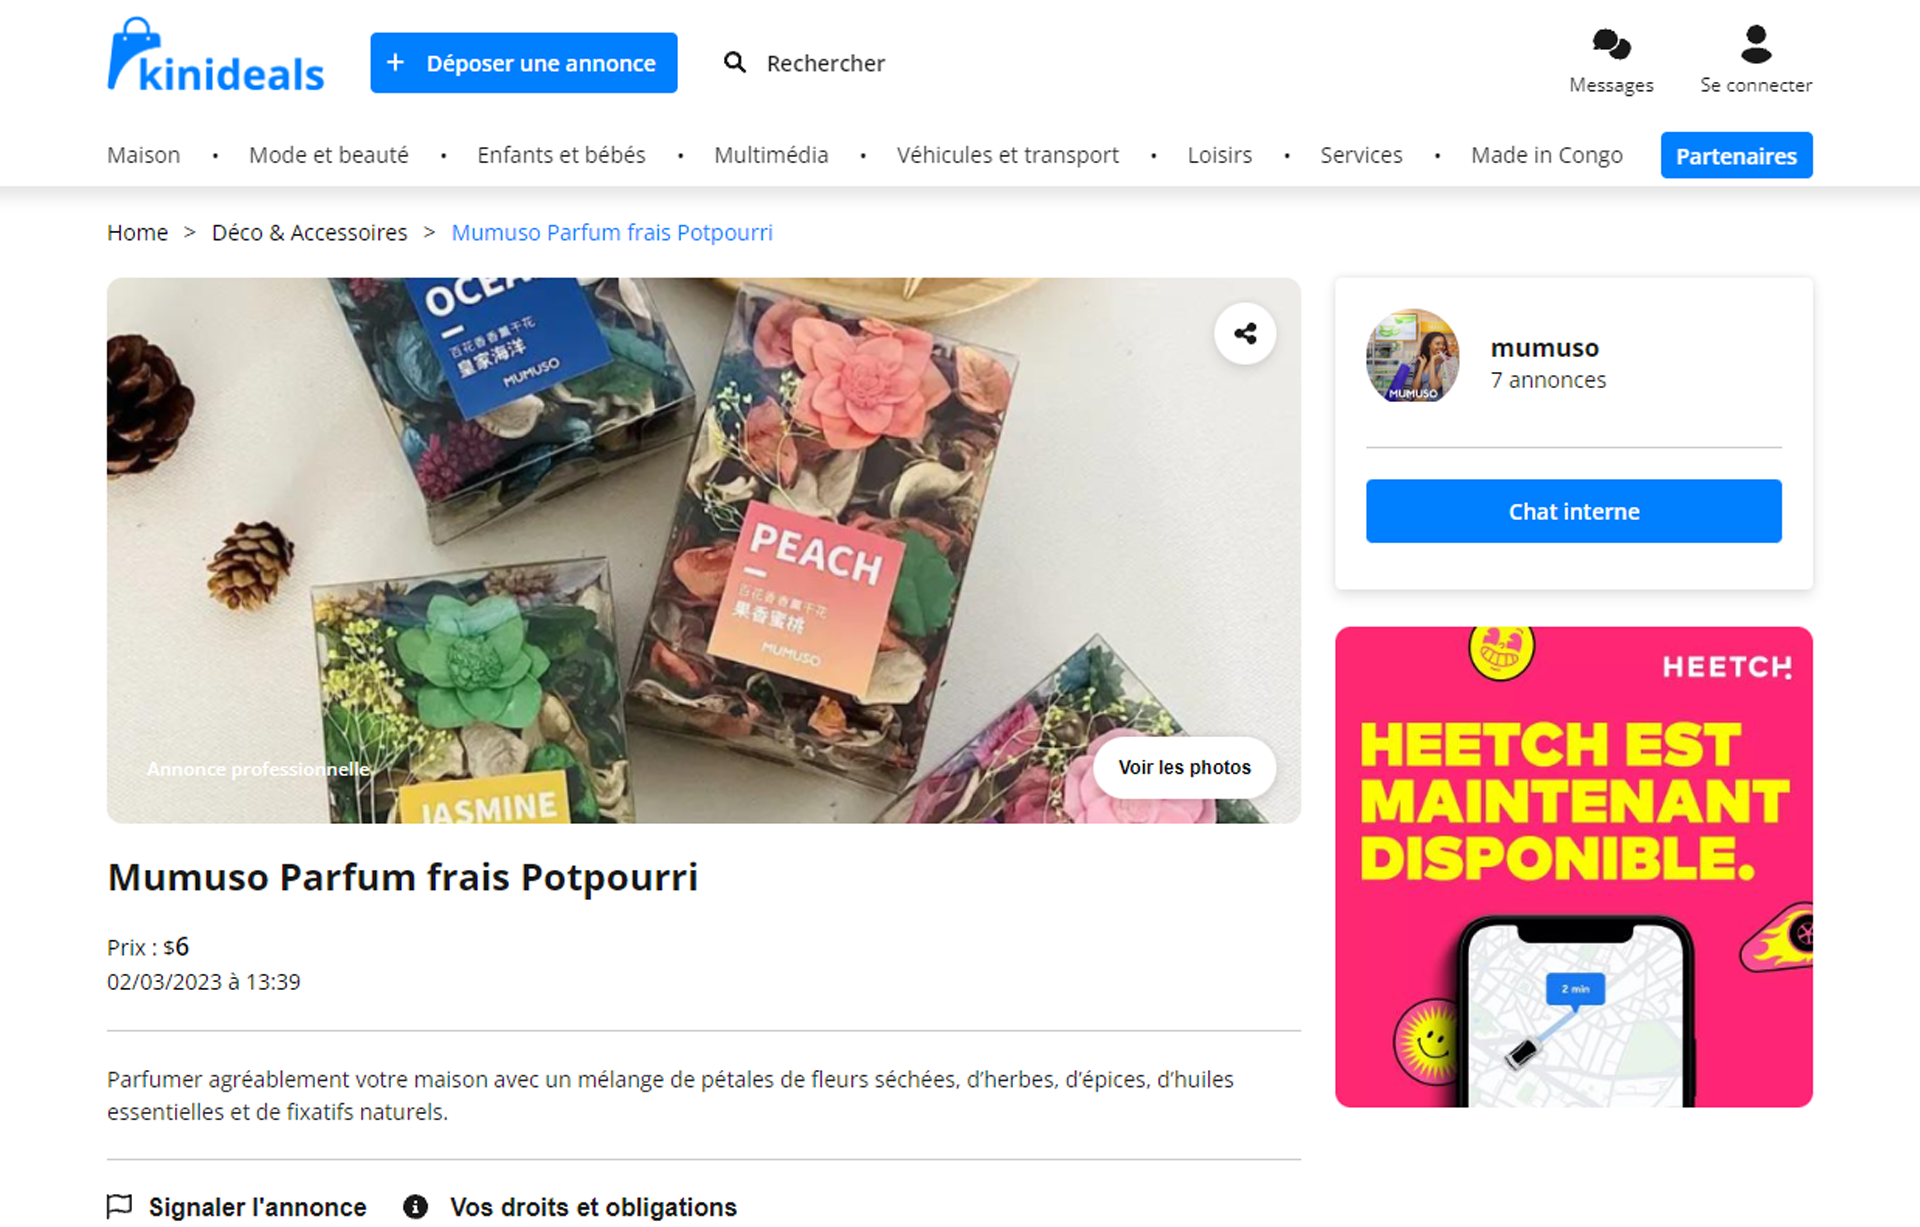 kinideals
+ Déposer une annonce
Rechercher
Messages
Se connecter
Maison • Mode et beauté • Enfants et bébés • Multimédia • Véhicules et transport • Loisirs • Services • Made in Congo
Partenaires
Home > Déco & Accessoires > Mumuso Parfum frais Potpourri
OCEA
百花香香薰干花
皇家海洋
MUMUSO
PEACH
百花香香薰干花
果香蜜桃
MUMUSO
JASMINE
Annonce professionnelle
Voir les photos
MUMUSO
mumuso
7 annonces
Chat interne
HEETCH
HEETCH EST
MAINTENANT
DISPONIBLE.
2 min
Mumuso Parfum frais Potpourri
Prix : $6
02/03/2023 à 13:39
Parfumer agréablement votre maison avec un mélange de pétales de fleurs séchées, d’herbes, d’épices, d’huiles
essentielles et de fixatifs naturels.
Signaler l'annonce
Vos droits et obligations